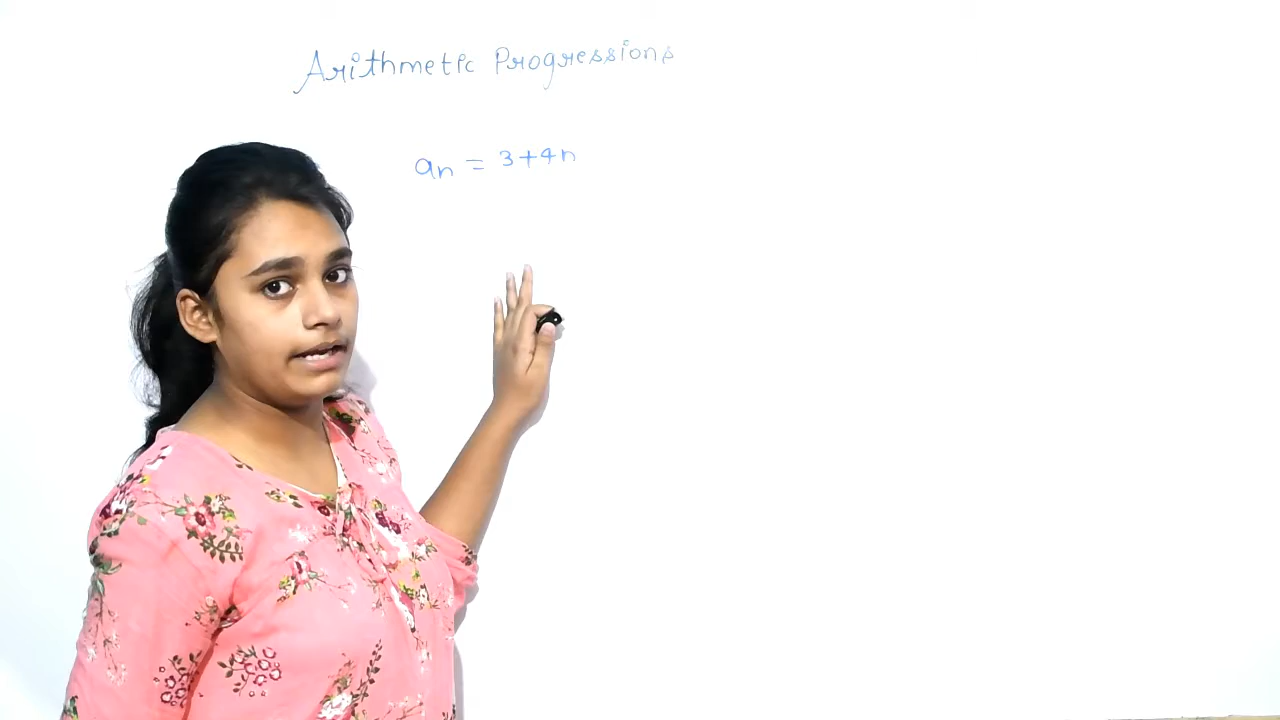 Arithmetic Progressions
an = 3+4n